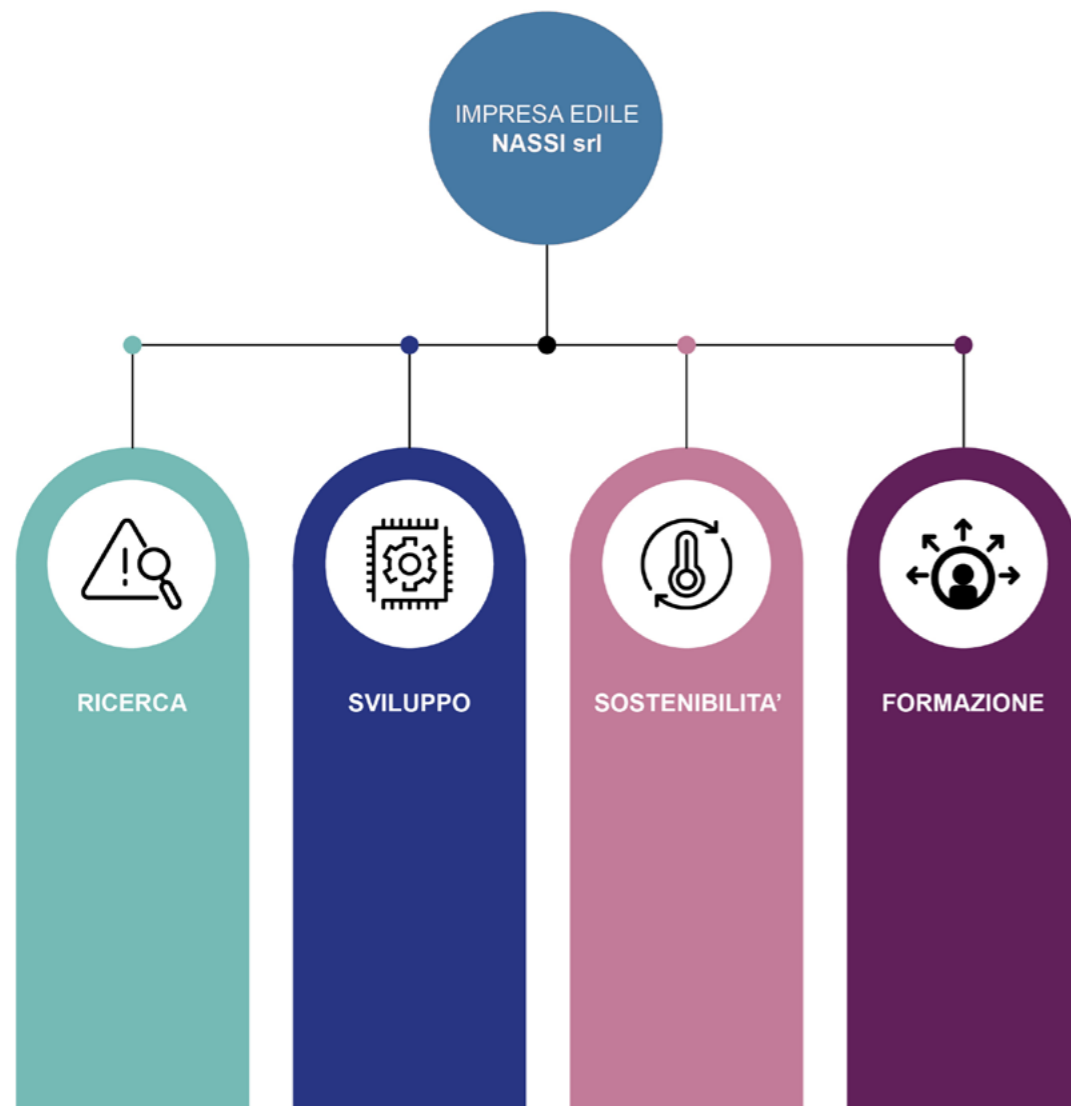 IMPRESA EDILE
NASSI srl
RICERCA
SVILUPPO
SOSTENIBILITA’
FORMAZIONE